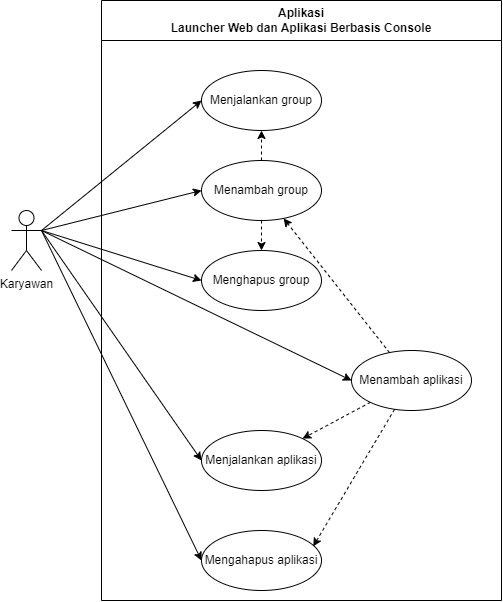 Aplikasi
Launcher Web dan Aplikasi Berbasis Console
Menjalankan group
Menambah group
Karyawan
Menghapus group
Menambah aplikasi
Menjalankan aplikasi
Mengahapus aplikasi